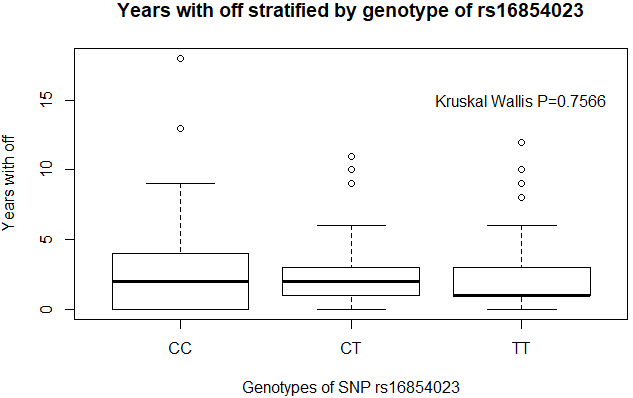 Years with off stratified by genotype of rs16854023
Kruskal Wallis P=0.7566
Years with off
15
10
5
0
CC CT TT
Genotypes of SNP rs16854023